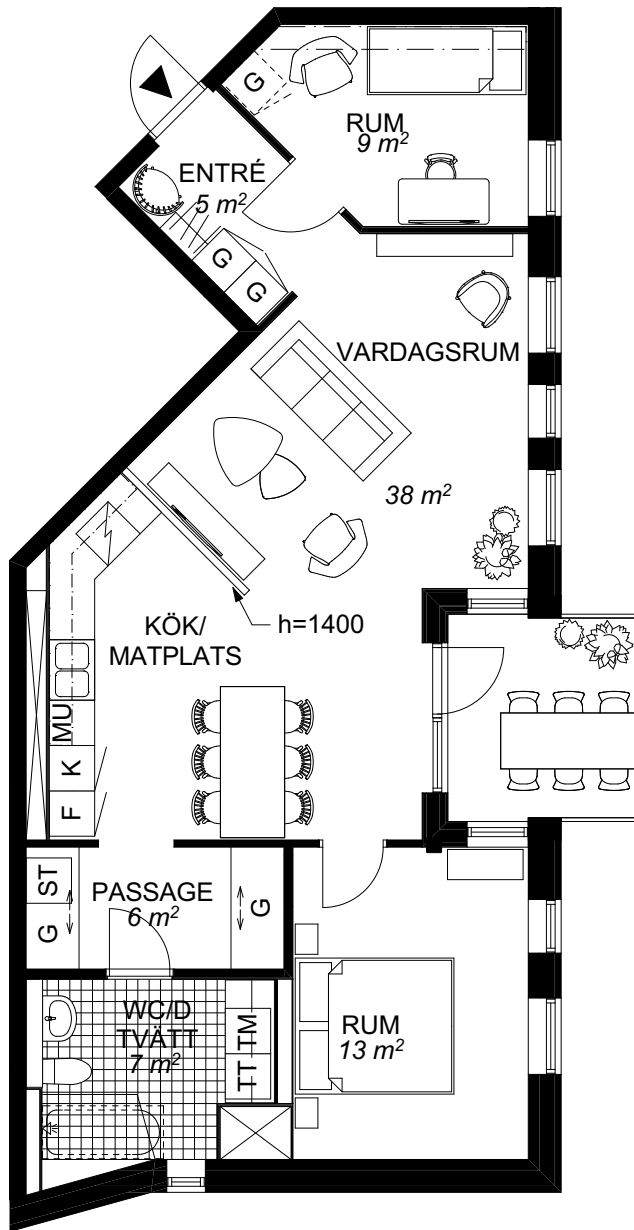 G
RUM
9 m²
ENTRÉ
5 m²
G
G
VARDAGSRUM
38 m²
KÖK/
MATPLATS
h=1400
MU
K
F
ST
G
PASSAGE
6 m²
G
WC/D
TVÄTT
7 m²
TM
TT
RUM
13 m²